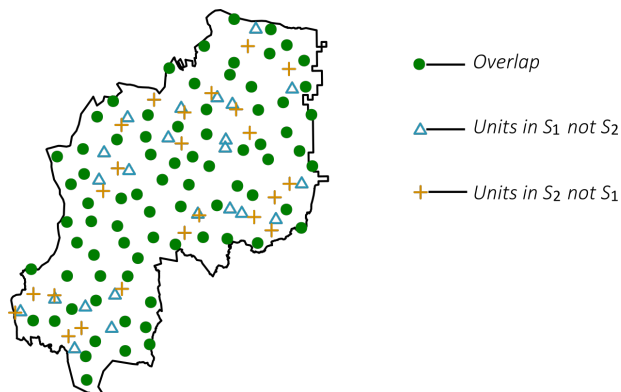 Overlap
Units in S₁ not S₂
Units in S₂ not S₁